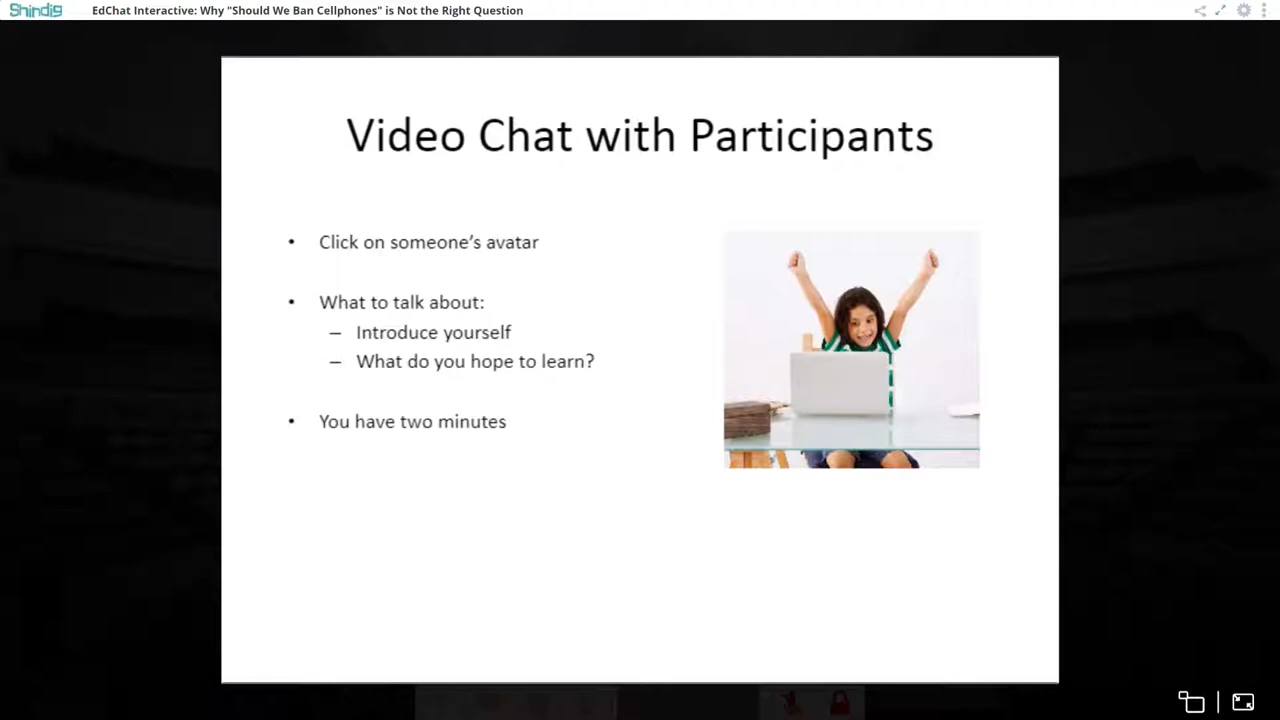 Shindig
EdChat Interactive: Why "Should We Ban Cellphones" is Not the Right Question
Video Chat with Participants
• Click on someone’s avatar
• What to talk about:
– Introduce yourself
– What do you hope to learn?
• You have two minutes